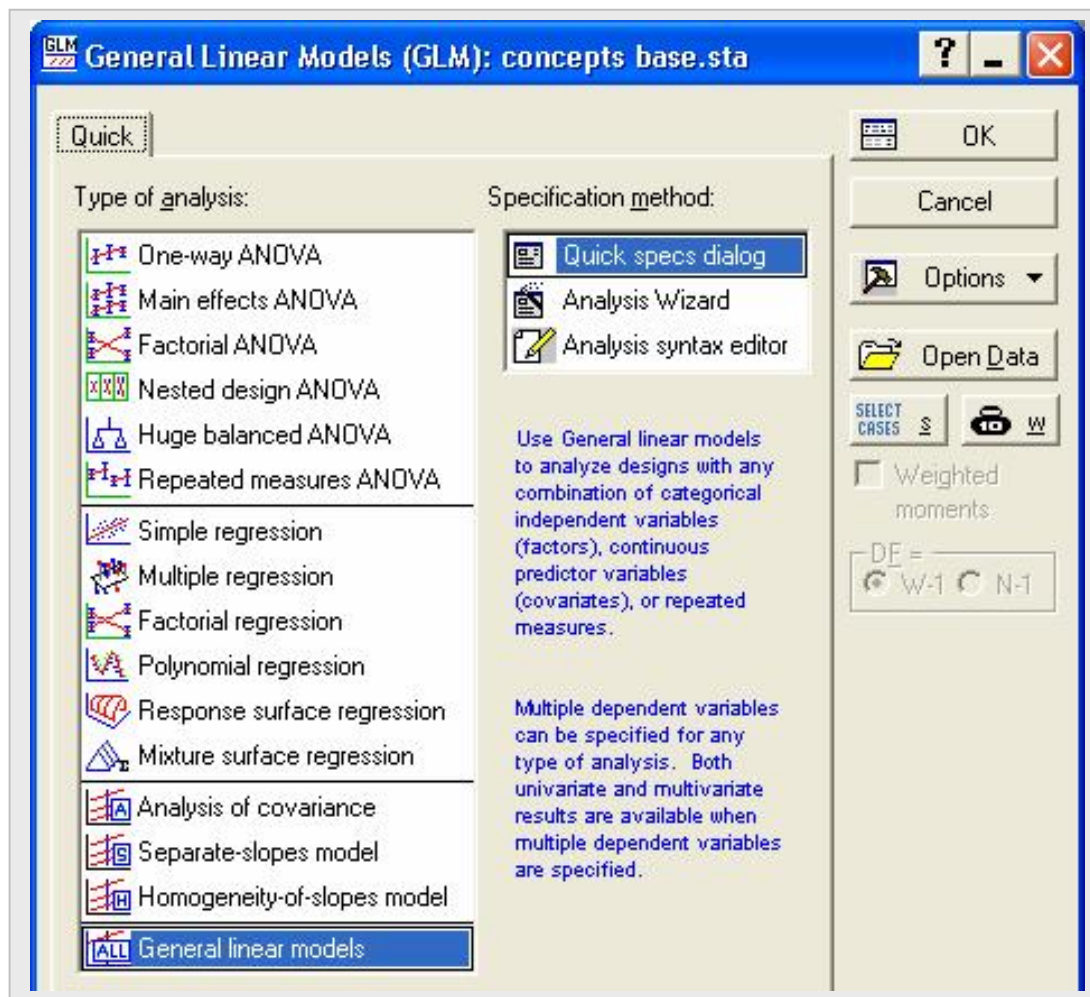 GLM General Linear Models (GLM): concepts base.sta
Quick
Type of analysis:
One-way ANOVA
Main effects ANOVA
Factorial ANOVA
Nested design ANOVA
Huge balanced ANOVA
Repeated measures ANOVA
Simple regression
Multiple regression
Factorial regression
Polynomial regression
Response surface regression
Mixture surface regression
A Analysis of covariance
S Separate-slopes model
H Homogeneity-of-slopes model
ALL General linear models
Specification method:
Quick specs dialog
Analysis Wizard
Analysis syntax editor
Use General linear models
to analyze designs with any
combination of categorical
independent variables
(factors), continuous
predictor variables
(covariates), or repeated
measures.
Multiple dependent variables
can be specified for any
type of analysis. Both
univariate and multivariate
results are available when
multiple dependent variables
are specified.
OK
Cancel
Options
Open Data
SELECT
CASES S
W
Weighted
moments
DF =
W-1 N-1